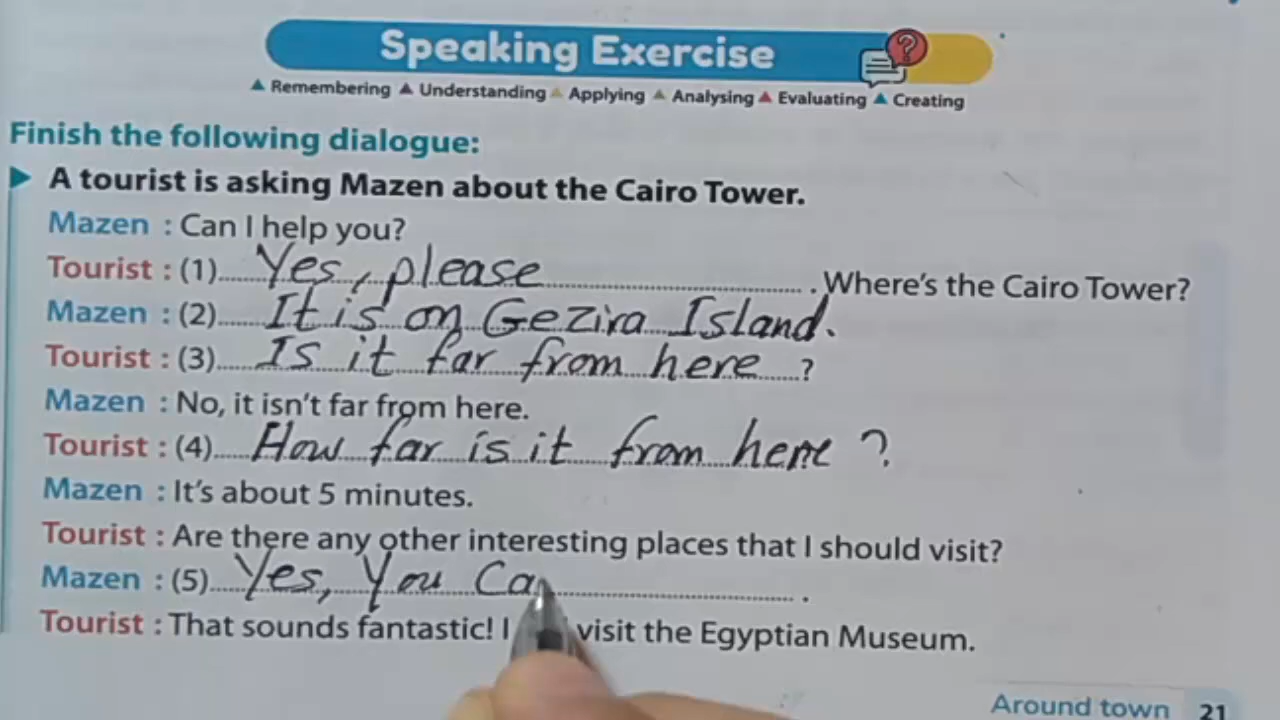 Speaking Exercise
▲ Remembering ▲ Understanding ▲ Applying ▲ Analysing ▲ Evaluating ▲ Creating
Finish the following dialogue:
▶ A tourist is asking Mazen about the Cairo Tower.
Mazen : Can I help you?
Tourist : (1) Yes, please. Where's the Cairo Tower?
Mazen : (2) It is on Gezira Island.
Tourist : (3) Is it far from here ?
Mazen : No, it isn't far from here.
Tourist : (4) How far is it from here ?
Mazen : It's about 5 minutes.
Tourist : Are there any other interesting places that I should visit?
Mazen : (5) Yes, You Ca .
Tourist : That sounds fantastic! I visit the Egyptian Museum.
Around town 21